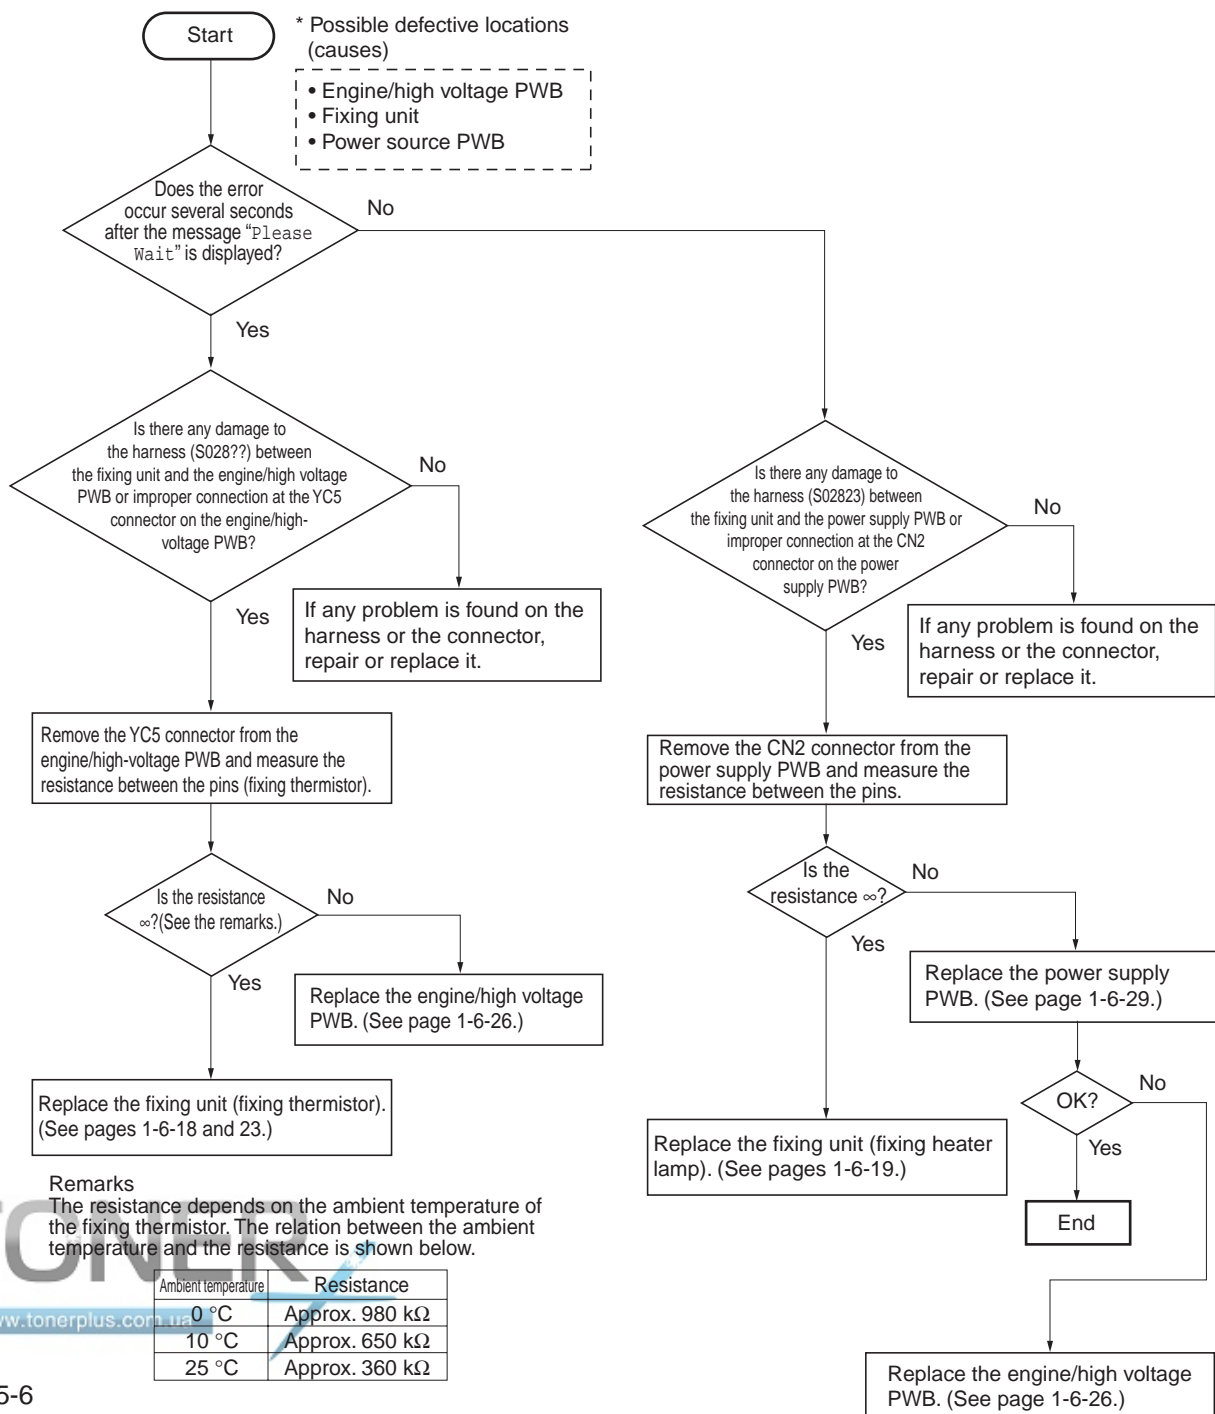 Start
* Possible defective locations
(causes)
• Engine/high voltage PWB
• Fixing unit
• Power source PWB
Does the error
occur several seconds
after the message “Please
Wait” is displayed?
No
Yes
Is there any damage to
the harness (S028??) between
the fixing unit and the engine/high voltage
PWB or improper connection at the YC5
connector on the engine/high-
voltage PWB?
No
Yes
If any problem is found on the
harness or the connector,
repair or replace it.
Remove the YC5 connector from the
engine/high-voltage PWB and measure the
resistance between the pins (fixing thermistor).
Is the resistance
∞?(See the remarks.)
No
Yes
Replace the engine/high voltage
PWB. (See page 1-6-26.)
Replace the fixing unit (fixing thermistor).
(See pages 1-6-18 and 23.)
Is there any damage to
the harness (S02823) between
the fixing unit and the power supply PWB or
improper connection at the CN2
connector on the power
supply PWB?
No
Yes
If any problem is found on the
harness or the connector,
repair or replace it.
Remove the CN2 connector from the
power supply PWB and measure the
resistance between the pins.
Is the
resistance ∞?
No
Yes
Replace the power supply
PWB. (See page 1-6-29.)
OK?
No
Yes
Replace the fixing unit (fixing heater
lamp). (See pages 1-6-19.)
End
Replace the engine/high voltage
PWB. (See page 1-6-26.)
Remarks
The resistance depends on the ambient temperature of
the fixing thermistor. The relation between the ambient
temperature and the resistance is shown below.
Ambient temperature Resistance
0 °C Approx. 980 kΩ
10 °C Approx. 650 kΩ
25 °C Approx. 360 kΩ
TONER
w.tonerplus.com.ua
5-6